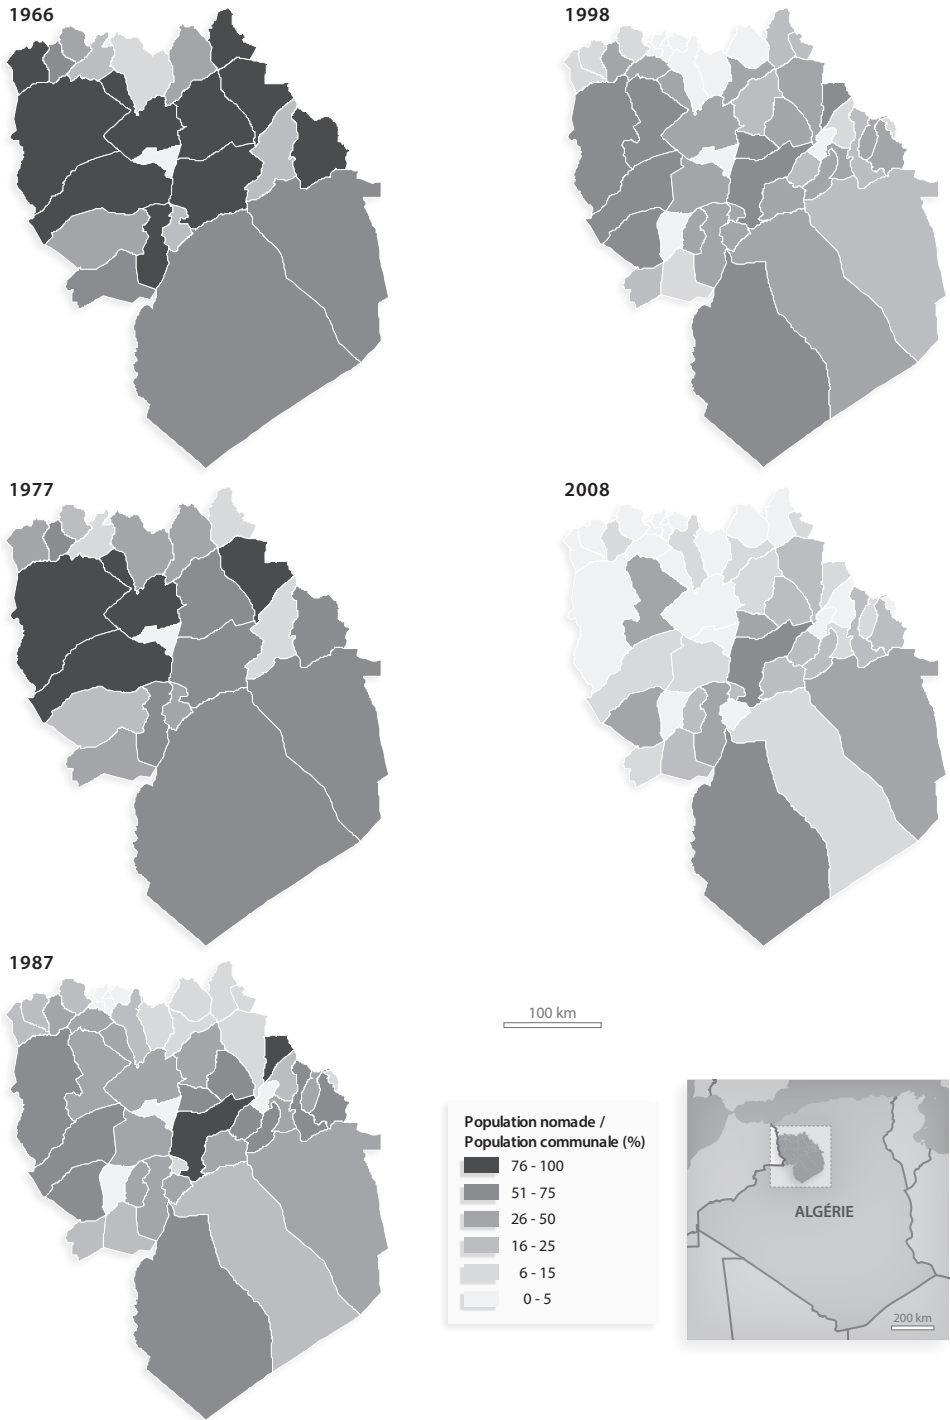 1966
1998
1977
2008
1987
100 km
Population nomade /
Population communale (%)
76 - 100
51 - 75
26 - 50
16 - 25
6 - 15
0 - 5
ALGÉRIE
200 km